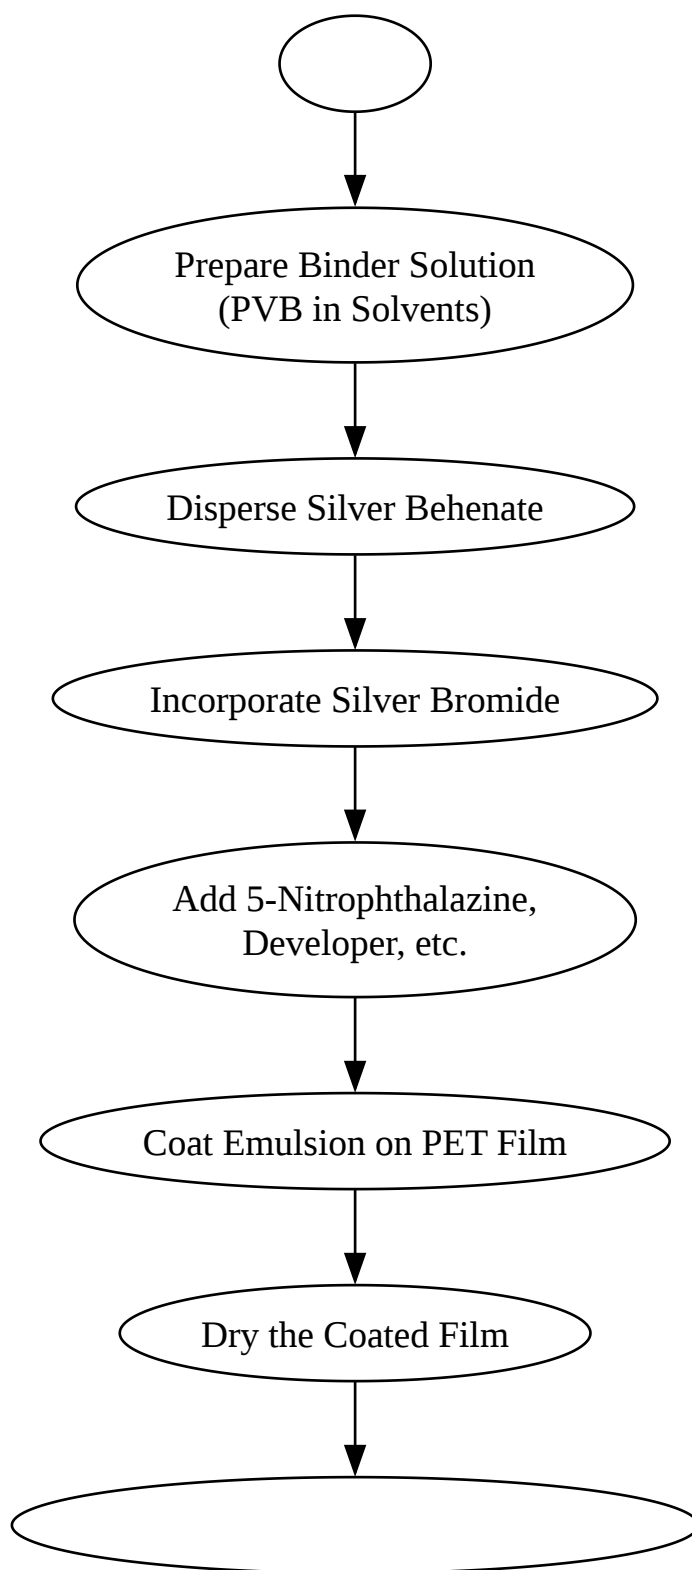 Prepare Binder Solution
(PVB in Solvents)
Disperse Silver Behenate
Incorporate Silver Bromide
Add 5-Nitrophthalazine,
Developer, etc.
Coat Emulsion on PET Film
Dry the Coated Film